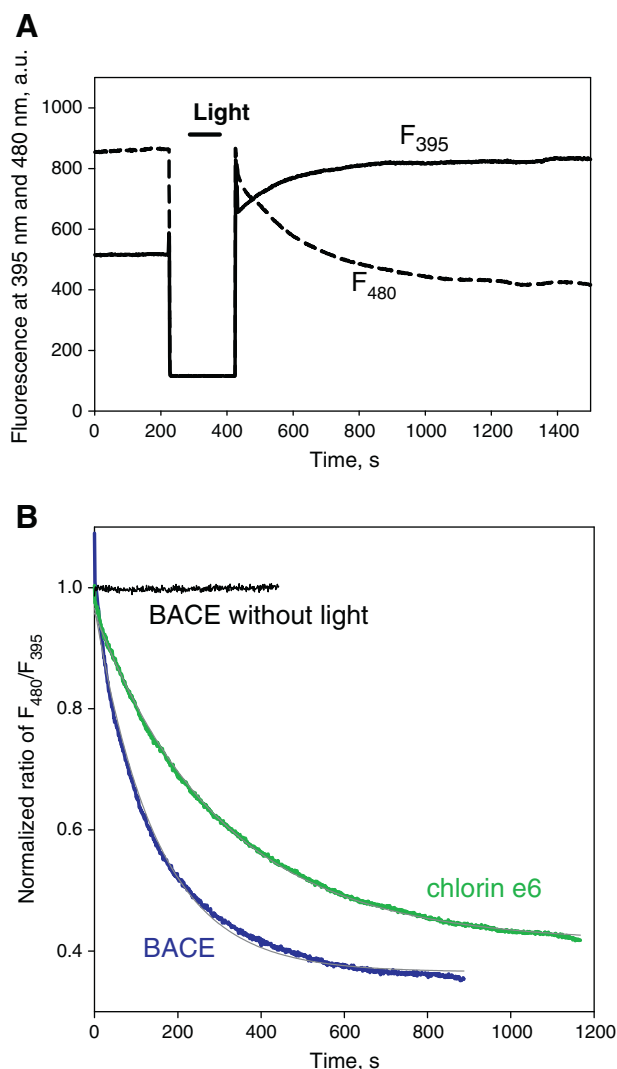 A
Fluorescence at 395 nm and 480 nm, a.u.
1000
800
600
400
200
0
Light
F395
F480
0 200 400 600 800 1000 1200 1400
Time, s
B
Normalized ratio of F480/F395
1.0
0.8
0.6
0.4
BACE without light
chlorin e6
BACE
0 200 400 600 800 1000 1200
Time, s